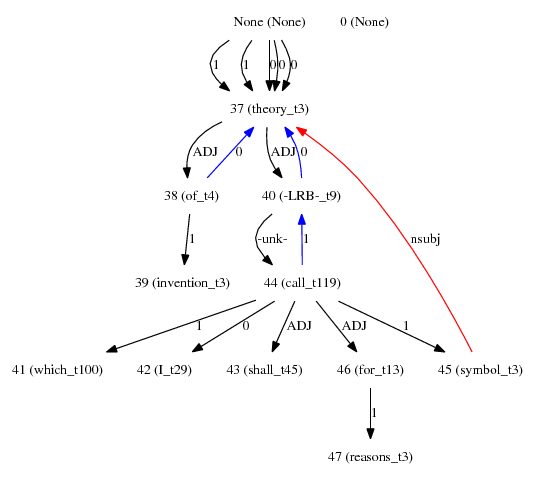 None (None) 0 (None)
1 1 0 0 0
37 (theory_t3)
ADJ 0 ADJ 0
38 (of_t4) 40 (-LRB-_t9)
1 -unk- 1 nsubj
39 (invention_t3) 44 (call_t119)
1 0 ADJ ADJ 1
41 (which_t100) 42 (I_t29) 43 (shall_t45) 46 (for_t13) 45 (symbol_t3)
1
47 (reasons_t3)